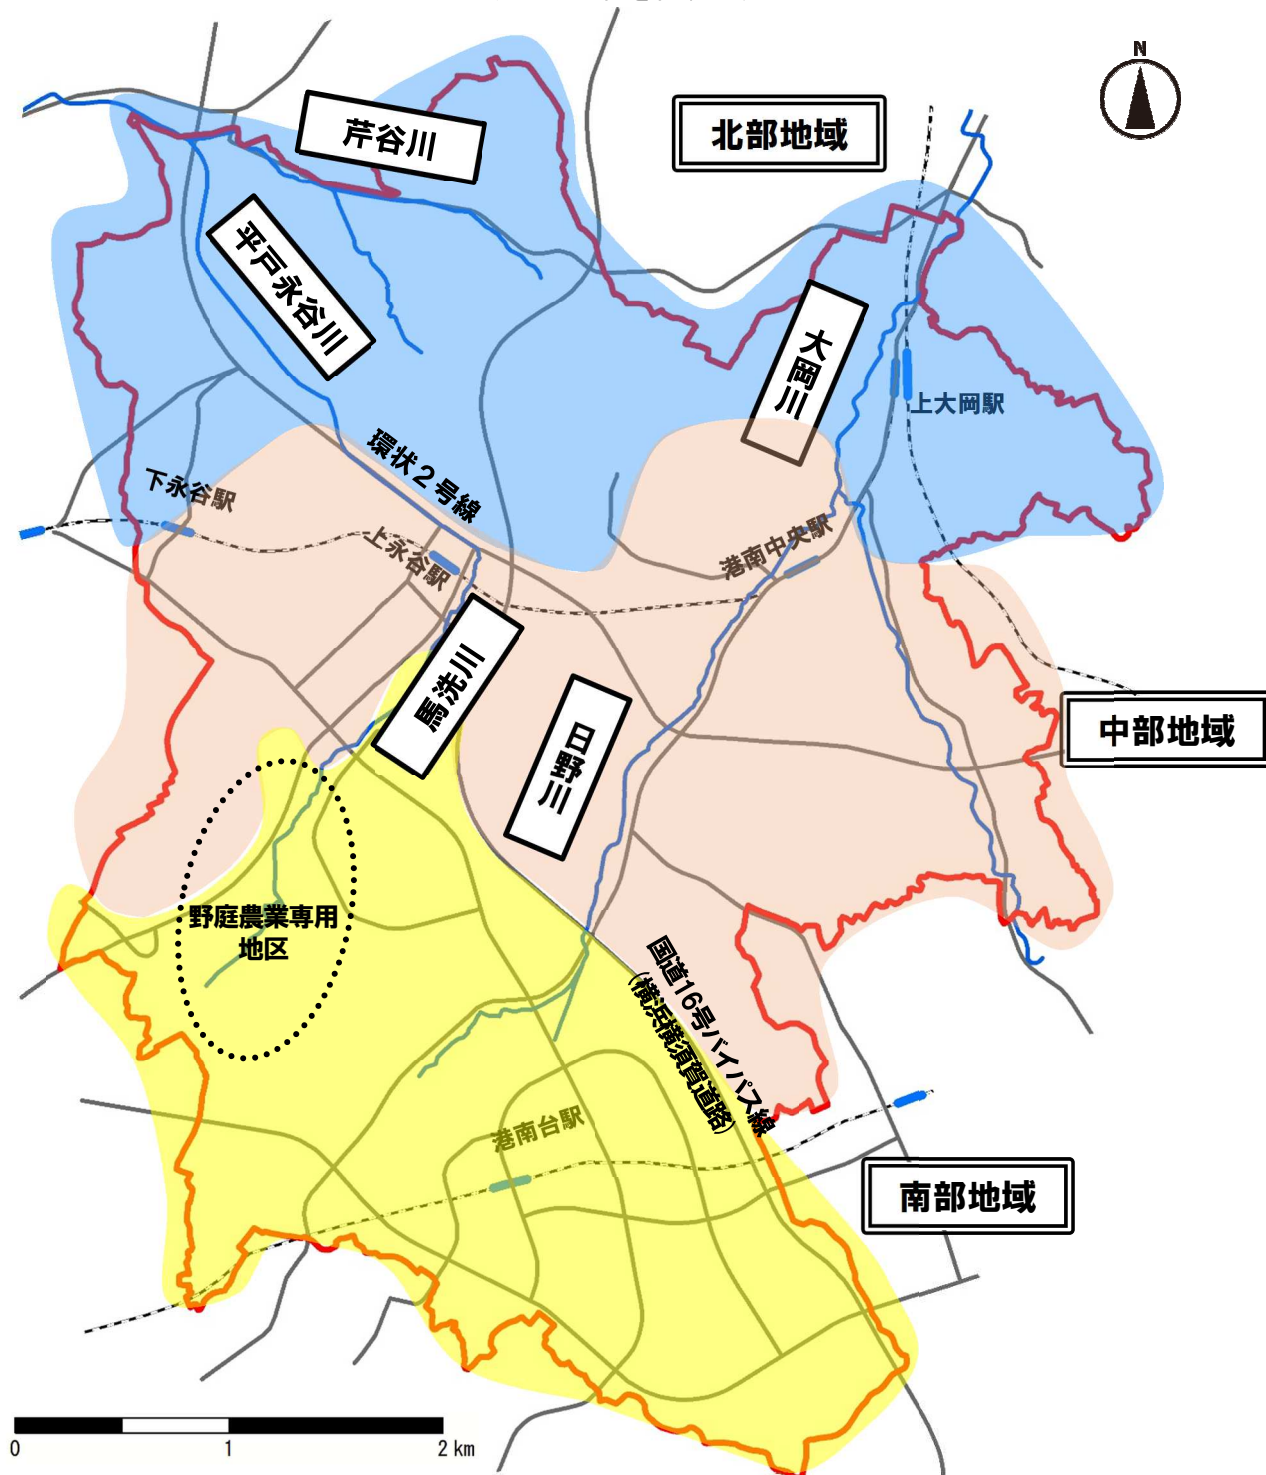 N
芹谷川
北部地域
平戸永谷川
大岡川
上大岡駅
環状2号線
下永谷駅
上永谷駅
港南中央駅
馬洗川
日野川
中部地域
野庭農業専用
地区
国道16号バイパス線
(横浜横須賀道路)
港南台駅
南部地域
0 1 2 km